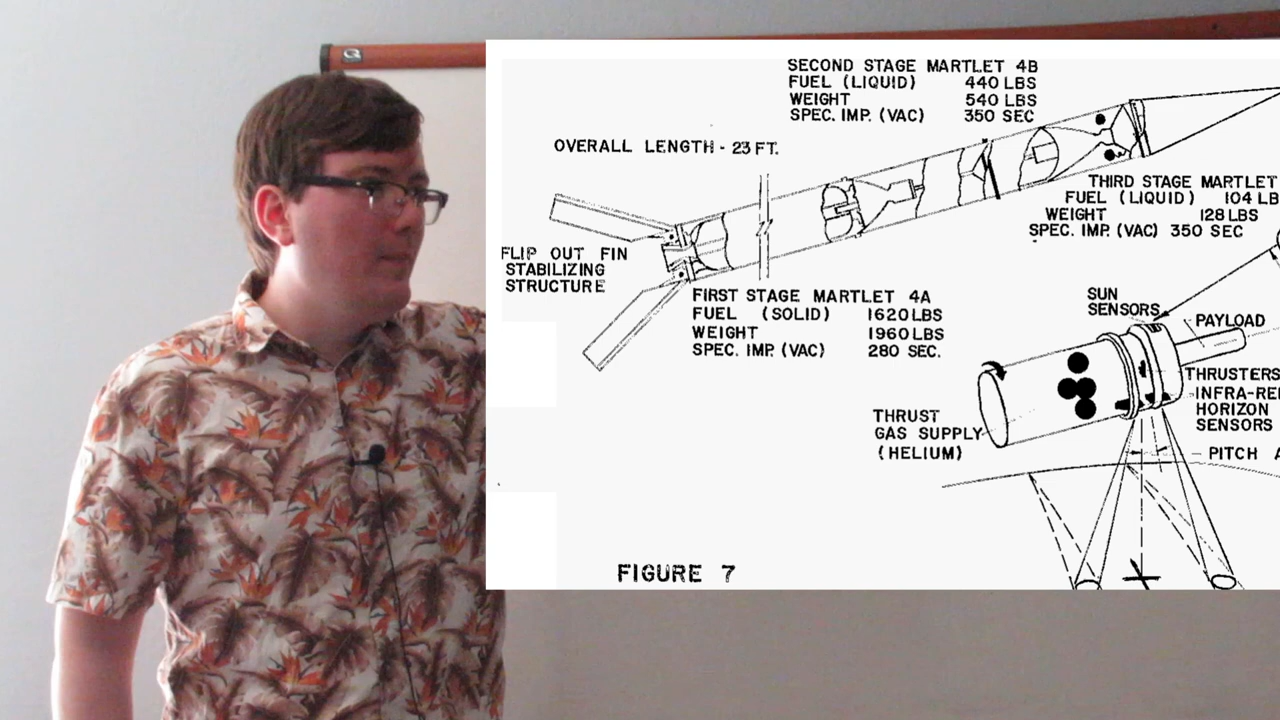 SECOND STAGE MARTLET 4B
FUEL (LIQUID) 440 LBS
WEIGHT 540 LBS
SPEC. IMP. (VAC) 350 SEC
OVERALL LENGTH - 23 FT.
THIRD STAGE MARTLET
FUEL (LIQUID) 104 LB
WEIGHT 128 LBS
SPEC. IMP. (VAC) 350 SEC
FLIP OUT FIN
STABILIZING
STRUCTURE
FIRST STAGE MARTLET 4A
FUEL (SOLID) 1620 LBS
WEIGHT 1960 LBS
SPEC. IMP. (VAC) 280 SEC.
SUN
SENSORS
PAYLOAD
THRUSTERS
INFRA-RE
HORIZON
SENSORS
THRUST
GAS SUPPLY
(HELIUM)
PITCH A
FIGURE 7